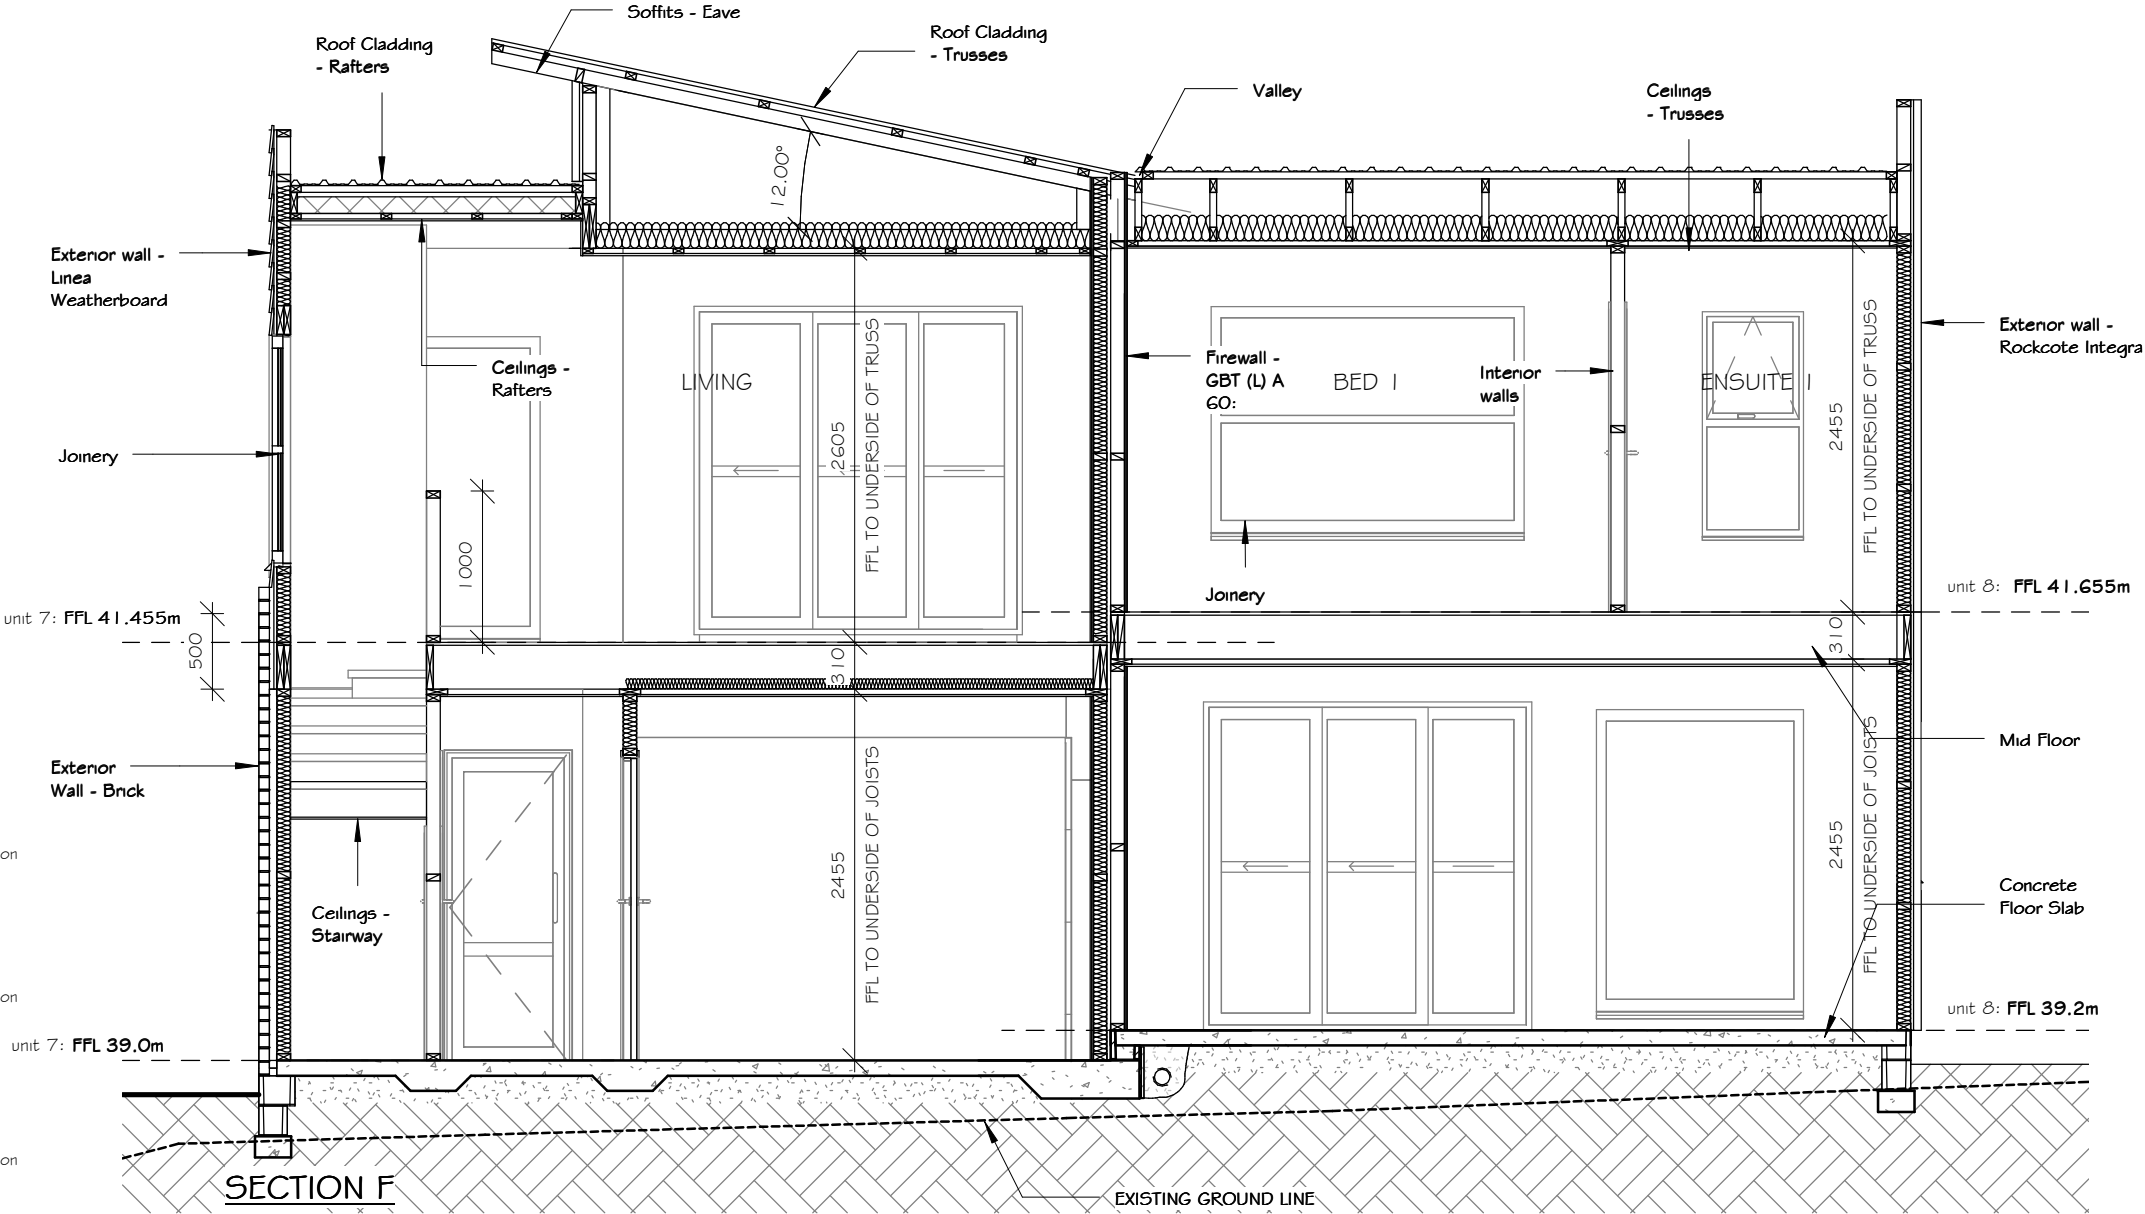 Soffits - Eave
Roof Cladding
- Rafters
Roof Cladding
- Trusses
Valley
Ceilings
- Trusses
12.00°
Exterior wall -
Linea
Weatherboard
Exterior wall -
Rockcote Integra
Ceilings -
Rafters
LIVING
2605
FFL TO UNDERSIDE OF TRUSS
Firewall -
GBT (L) A
60:
BED 1
Interior
walls
ENSUITE 1
2455
FFL TO UNDERSIDE OF TRUSS
Joinery
1000
Joinery
unit 7: FFL 41.455m
500
unit 8: FFL 41.655m
310
310
Mid Floor
Exterior
Wall - Brick
2455
FFL TO UNDERSIDE OF JOISTS
2455
FFL TO UNDERSIDE OF JOISTS
on
Ceilings -
Stairway
Concrete
Floor Slab
on
unit 7: FFL 39.0m
unit 8: FFL 39.2m
on
SECTION F
EXISTING GROUND LINE